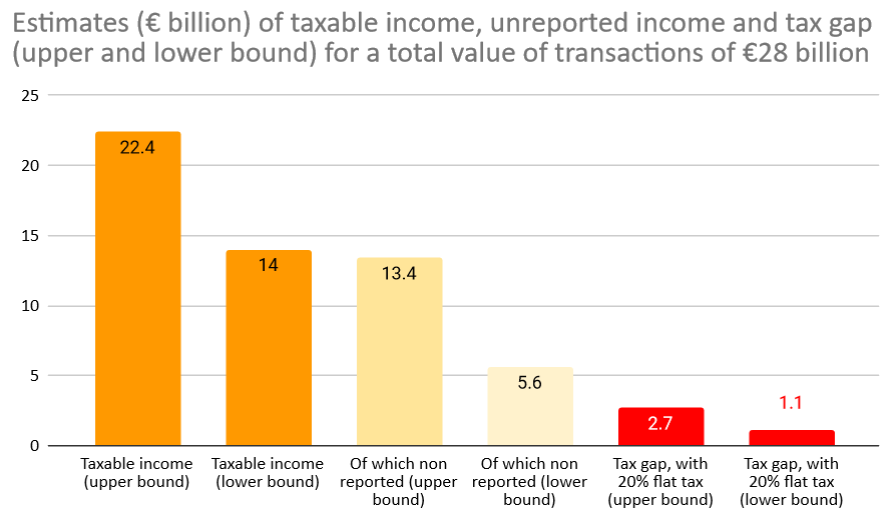 Estimates (€ billion) of taxable income, unreported income and tax gap
(upper and lower bound) for a total value of transactions of €28 billion
25
20
15
10
5
0
22.4
14
13.4
5.6
2.7
1.1
Taxable income
(upper bound)
Taxable income
(lower bound)
Of which non
reported (upper
bound)
Of which non
reported (lower
bound)
Tax gap, with
20% flat tax
(upper bound)
Tax gap, with
20% flat tax
(lower bound)